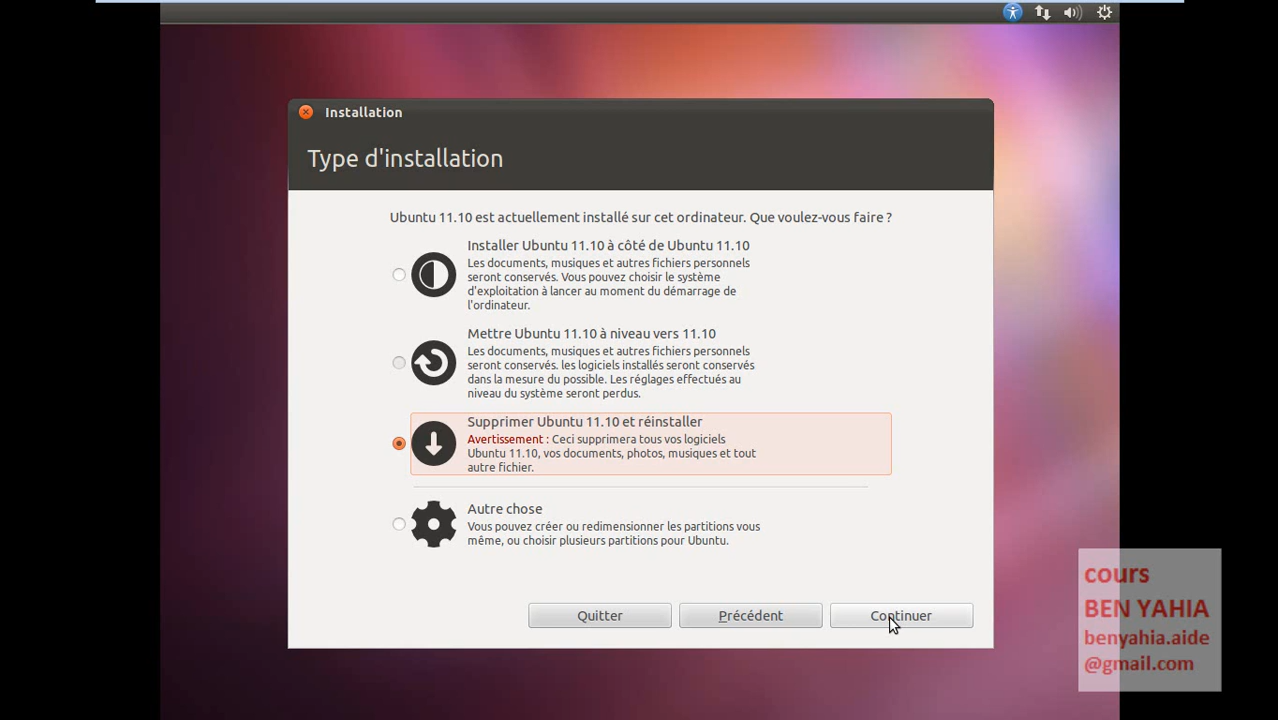 Installation
Type d'installation
Ubuntu 11.10 est actuellement installé sur cet ordinateur. Que voulez-vous faire ?
Installer Ubuntu 11.10 à côté de Ubuntu 11.10
Les documents, musiques et autres fichiers personnels
seront conservés. Vous pouvez choisir le système
d'exploitation à lancer au moment du démarrage de
l'ordinateur.
Mettre Ubuntu 11.10 à niveau vers 11.10
Les documents, musiques et autres fichiers personnels
seront conservés. les logiciels installés seront conservés
dans la mesure du possible. Les réglages effectués au
niveau du système seront perdus.
Supprimer Ubuntu 11.10 et réinstaller
Avertissement : Ceci supprimera tous vos logiciels
Ubuntu 11.10, vos documents, photos, musiques et tout
autre fichier.
Autre chose
Vous pouvez créer ou redimensionner les partitions vous
même, ou choisir plusieurs partitions pour Ubuntu.
Quitter
Précédent
Continuer
cours
BEN YAHIA
benyahia.aide
@gmail.com